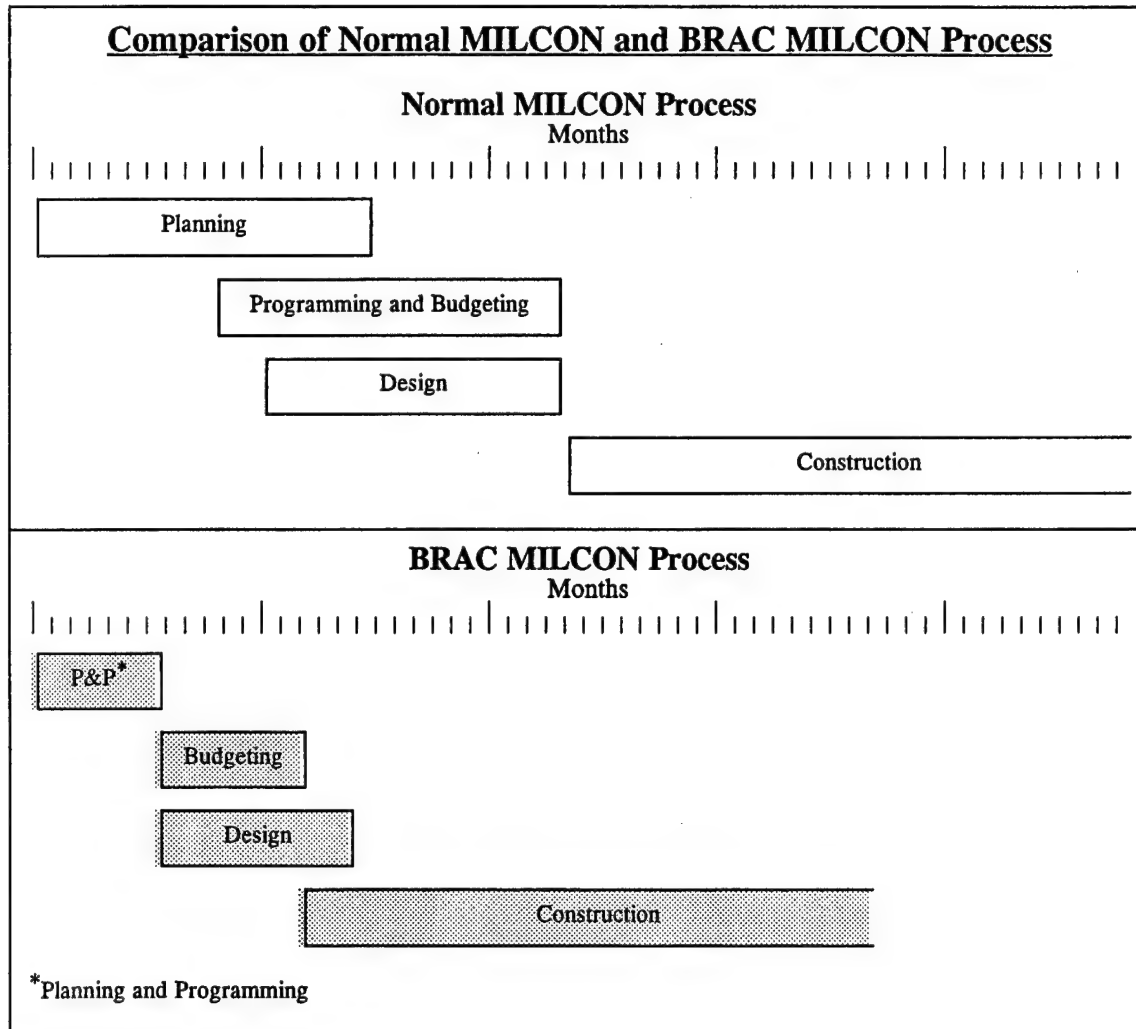 Comparison of Normal MILCON and BRAC MILCON Process
Normal MILCON Process
Months
Planning
Programming and Budgeting
Design
Construction
BRAC MILCON Process
Months
P&P*
Budgeting
Design
Construction
*Planning and Programming